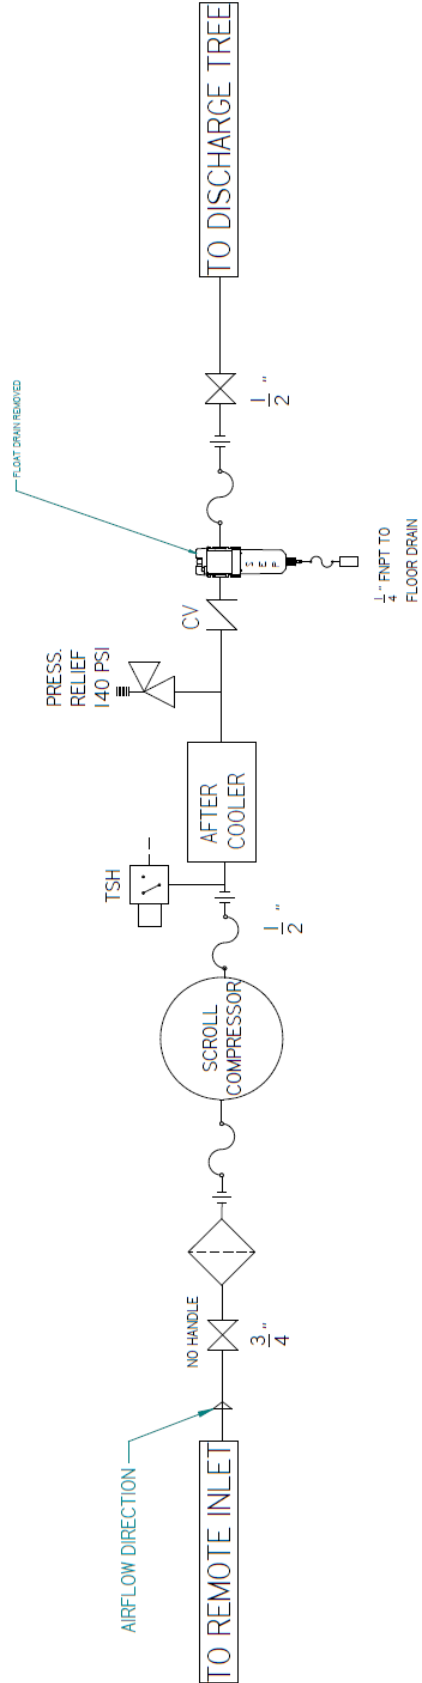 TO REMOTE INLET
AIRFLOW DIRECTION
NO HANDLE
3/4"
SCROLL
COMPRESSOR
1/2"
TSH
AFTER
COOLER
PRESS.
RELIEF
140 PSI
CV
FLOAT DRAIN REMOVED
SEP
1/4" FNPT TO
FLOOR DRAIN
1/2"
TO DISCHARGE TREE